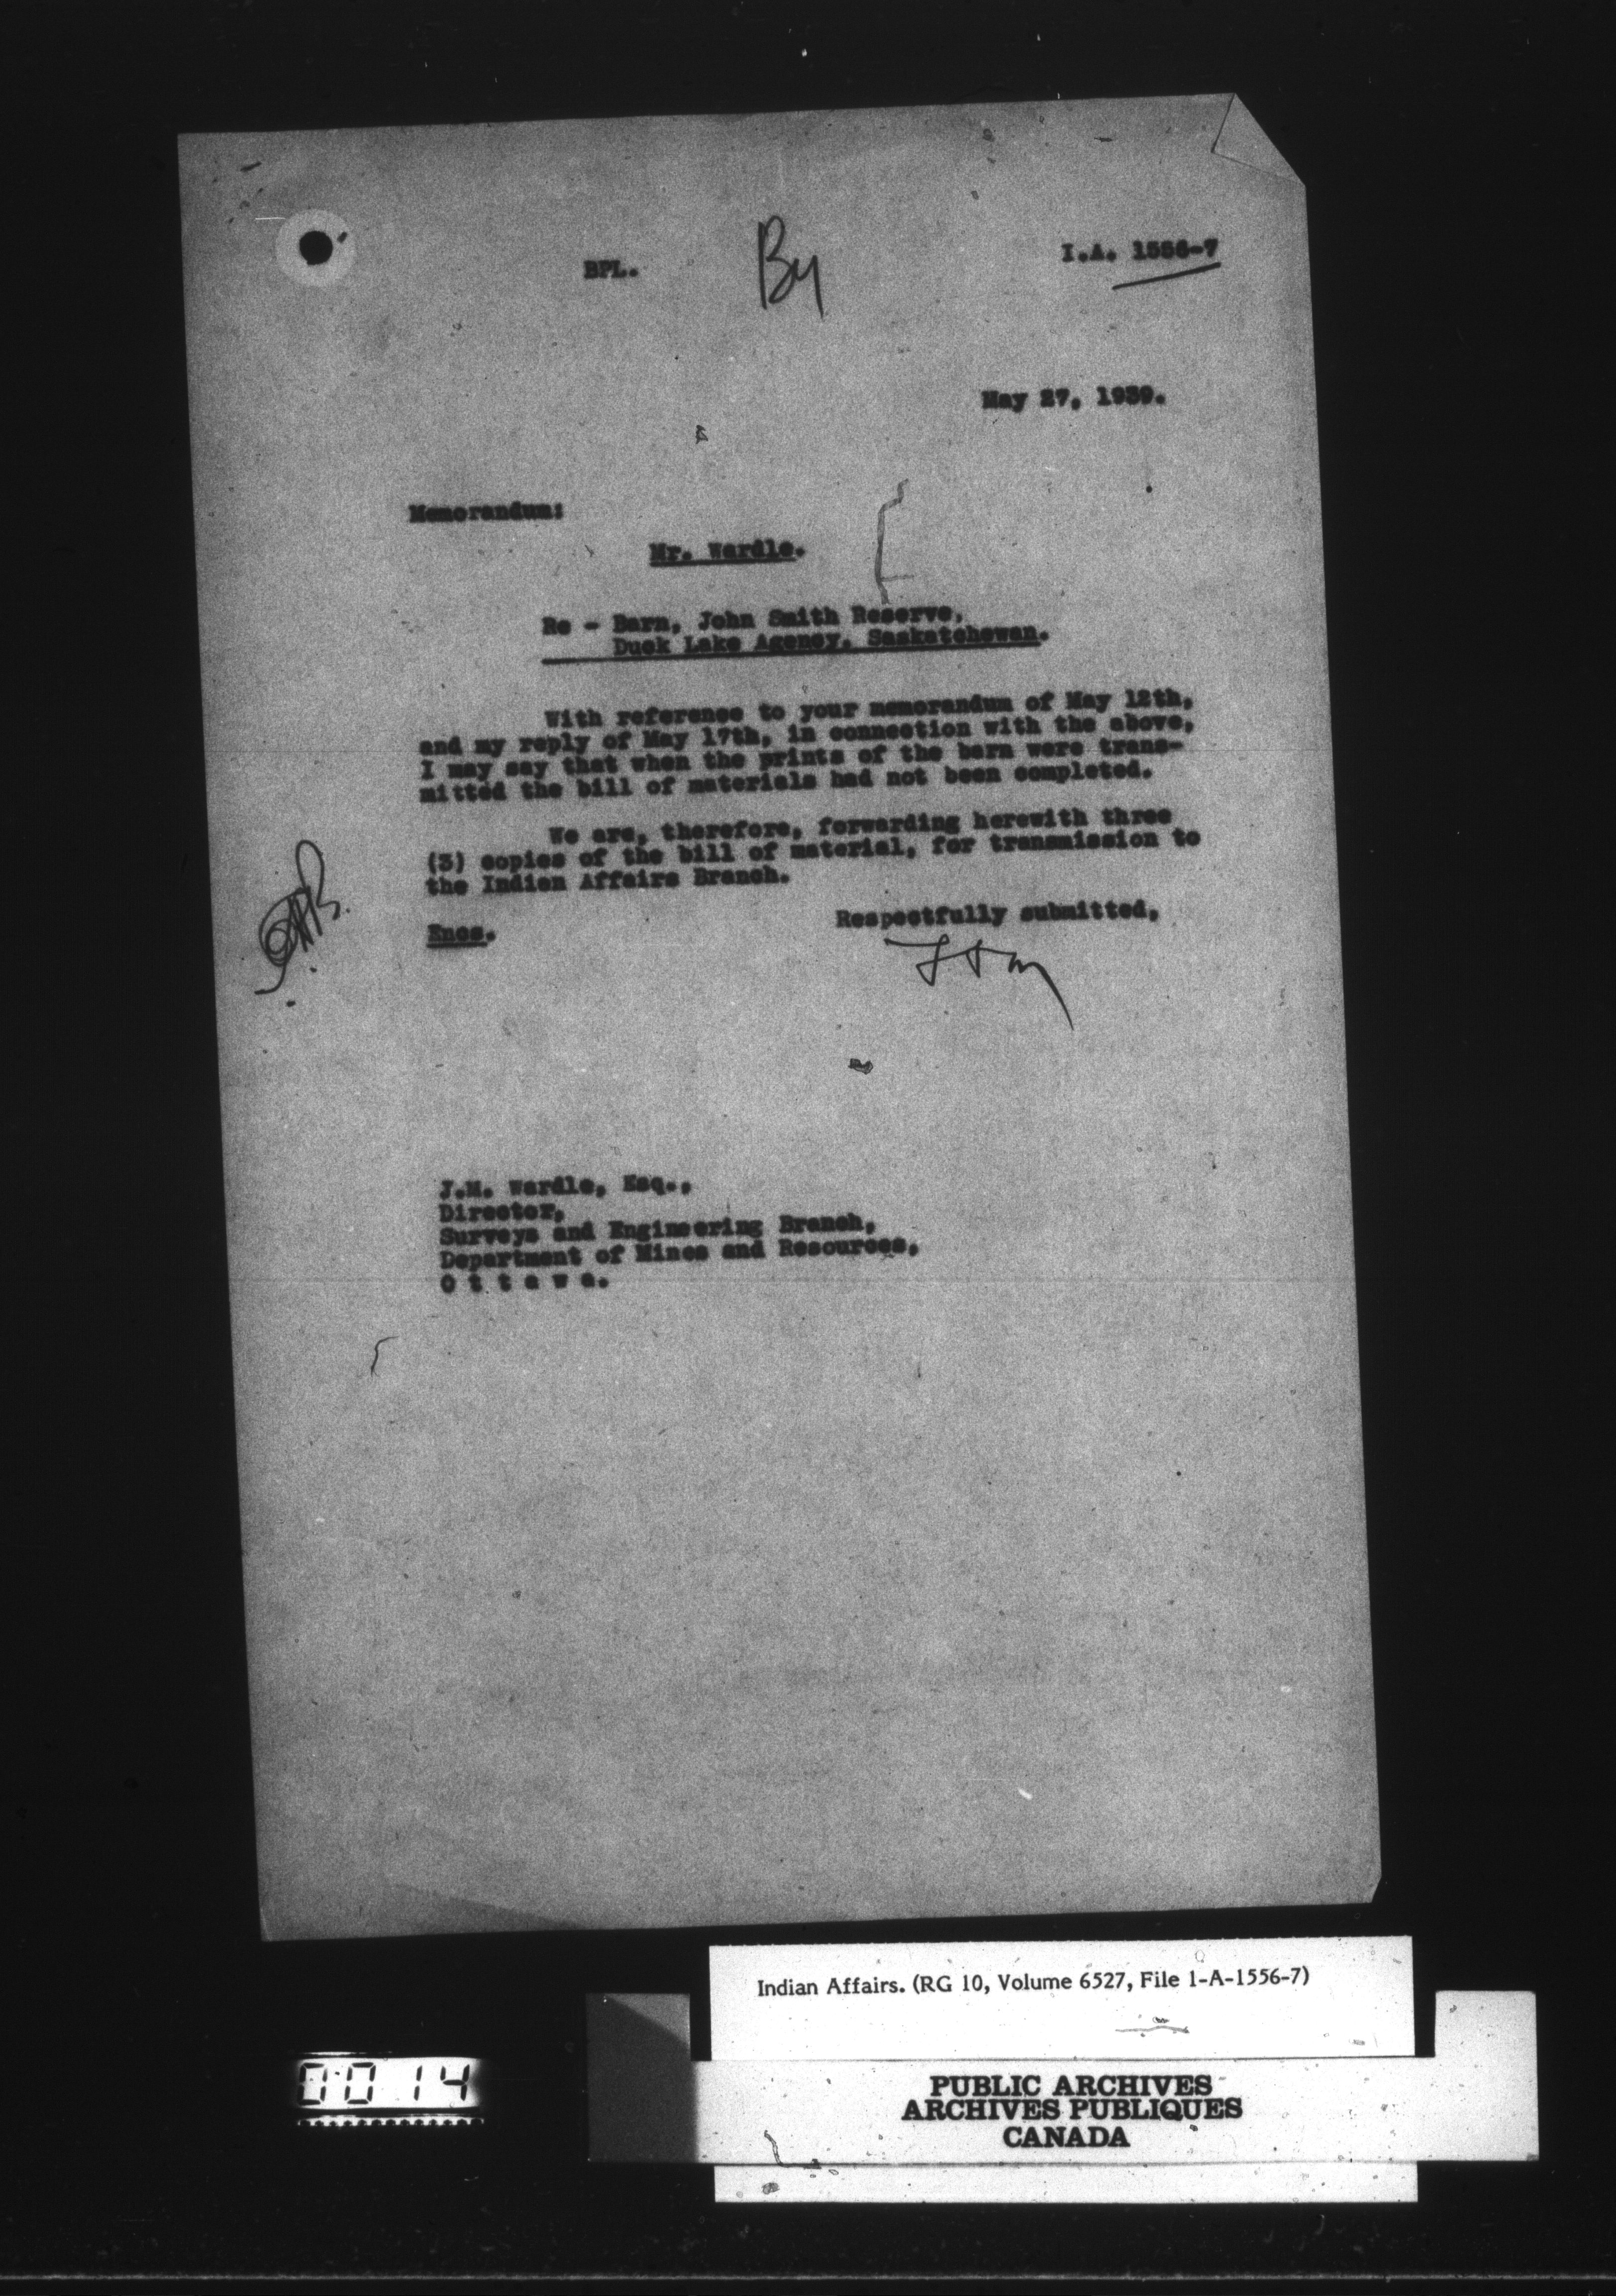 BPL.
By
I.A. 1556-7
May 27, 1939.
Memorandum:
Mr. Wardle.
Re - Barn, John Smith Reserve,
Duck Lake Agency, Saskatchewan.
With reference to your memorandum of May 12th,
and my reply of May 17th, in connection with the above,
I may say that when the prints of the barn were trans-
mitted the bill of materials had not been completed.
We are, therefore, forwarding herewith three
(3) copies of the bill of material, for transmission to
the Indian Affairs Branch.
Respectfully submitted,
Encs.
J.M. Wardle, Esq.,
Director,
Surveys and Engineering Branch,
Department of Mines and Resources,
O t t a w a.
Indian Affairs. (RG 10, Volume 6527, File 1-A-1556-7)
0014
PUBLIC ARCHIVES
ARCHIVES PUBLIQUES
CANADA